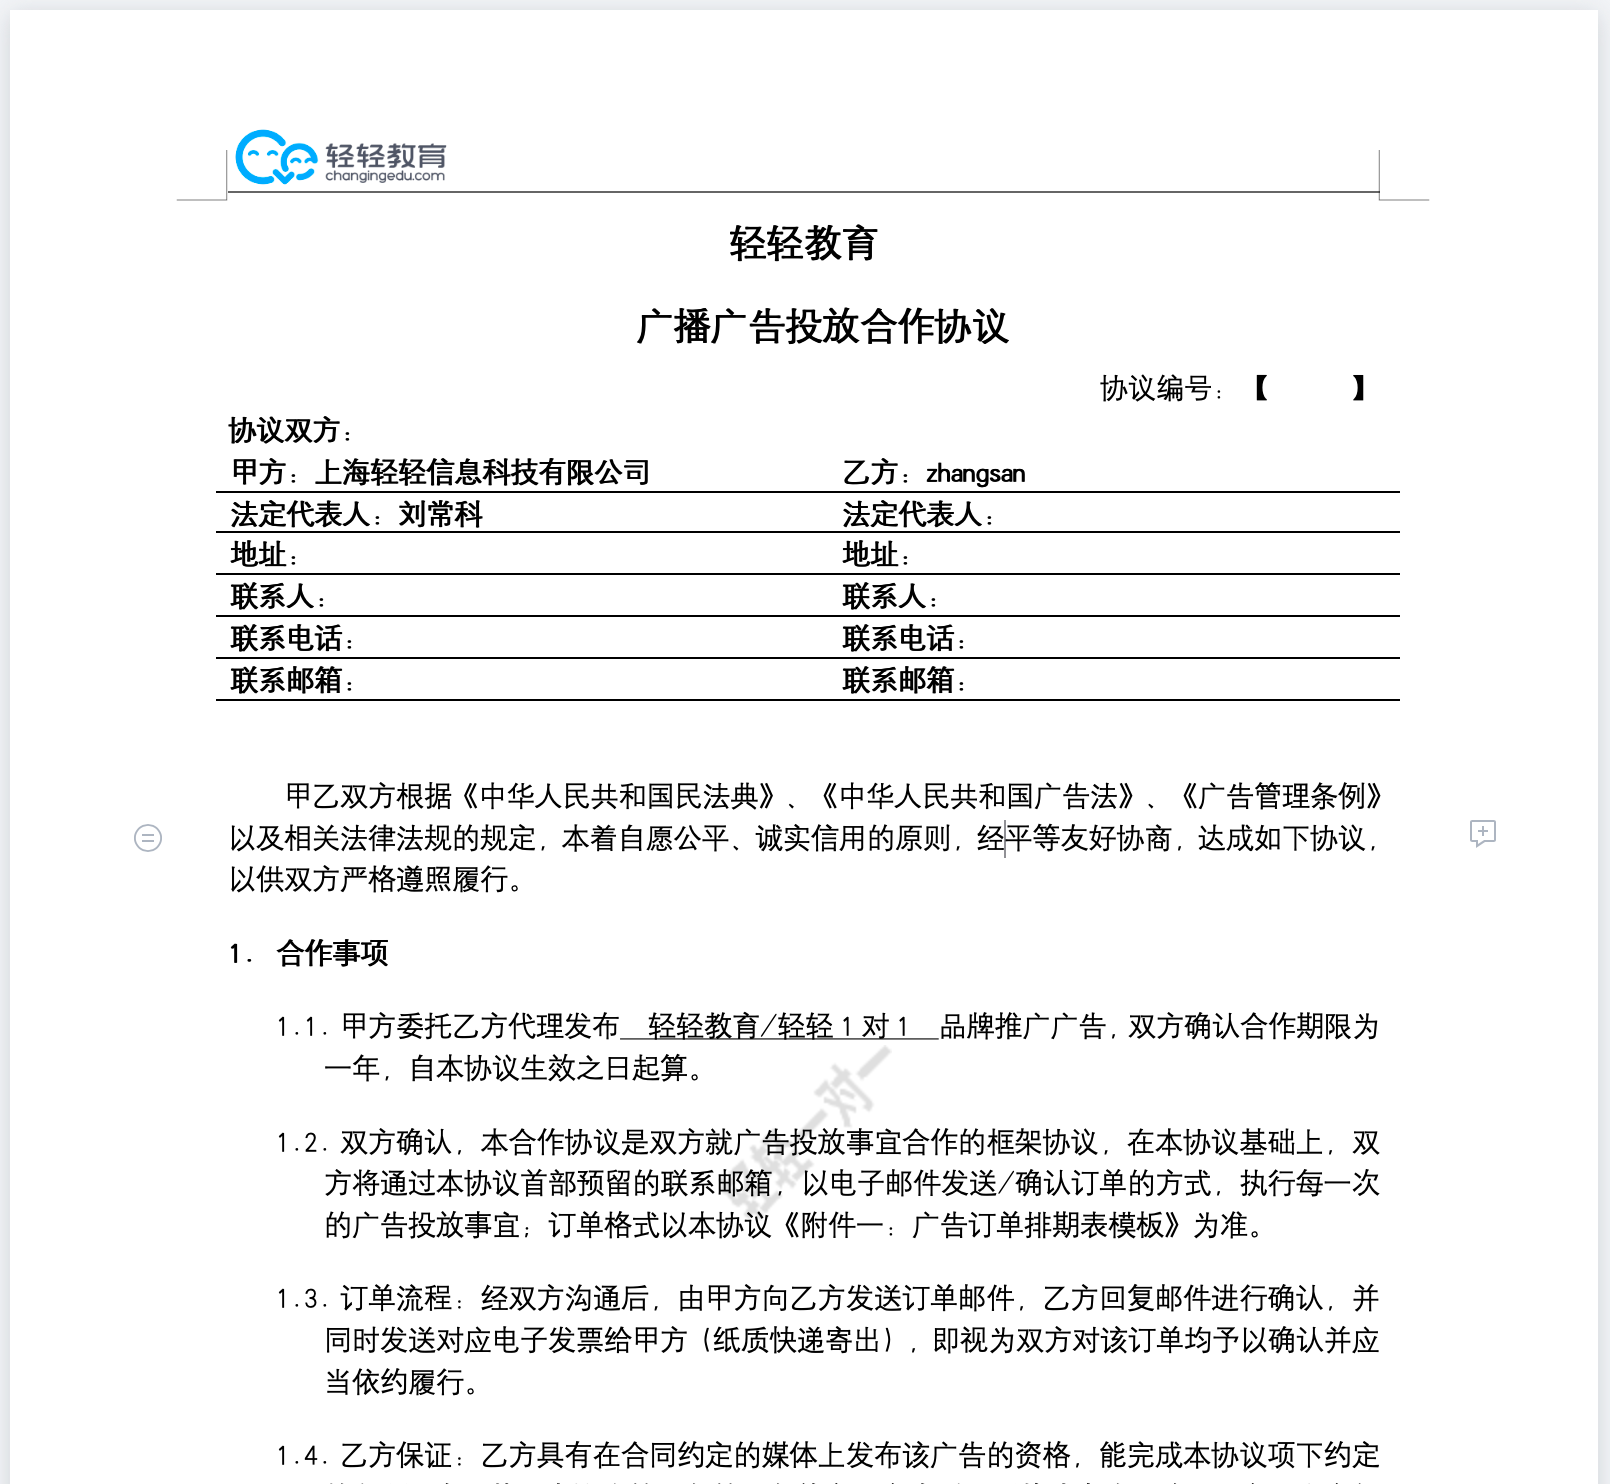 轻轻教育
changingedu.com
轻轻教育
广播广告投放合作协议
协议编号：【 】
协议双方：
甲方：上海轻轻信息科技有限公司 乙方：zhangsan
法定代表人：刘常科 法定代表人：
地址： 地址：
联系人： 联系人：
联系电话： 联系电话：
联系邮箱： 联系邮箱：
甲乙双方根据《中华人民共和国民法典》、《中华人民共和国广告法》、《广告管理条例》
以及相关法律法规的规定，本着自愿公平、诚实信用的原则，经平等友好协商，达成如下协议，
以供双方严格遵照履行。
1. 合作事项
1.1. 甲方委托乙方代理发布 轻轻教育/轻轻1对1 品牌推广广告，双方确认合作期限为
一年，自本协议生效之日起算。
轻轻一对一
1.2. 双方确认，本合作协议是双方就广告投放事宜合作的框架协议，在本协议基础上，双
方将通过本协议首部预留的联系邮箱，以电子邮件发送/确认订单的方式，执行每一次
的广告投放事宜；订单格式以本协议《附件一：广告订单排期表模板》为准。
1.3. 订单流程：经双方沟通后，由甲方向乙方发送订单邮件，乙方回复邮件进行确认，并
同时发送对应电子发票给甲方（纸质快递寄出），即视为双方对该订单均予以确认并应
当依约履行。
1.4. 乙方保证：乙方具有在合同约定的媒体上发布该广告的资格，能完成本协议项下约定